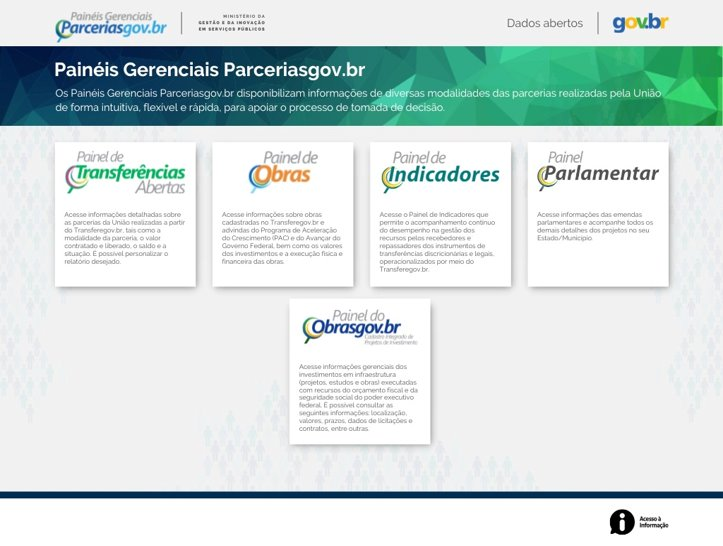 Painéis Gerenciais
Parceriasgov.br
MINISTÉRIO DA
GESTÃO E DA INOVAÇÃO
EM SERVIÇOS PÚBLICOS
Dados abertos
gov.br
Painéis Gerenciais Parceriasgov.br
Os Painéis Gerenciais Parceriasgov.br disponibilizam informações de diversas modalidades das parcerias realizadas pela União
de forma intuitiva, flexível e rápida, para apoiar o processo de tomada de decisão.
Painel de
Transferências
Abertas
Acesse informações detalhadas sobre
as parcerias da União realizadas a partir
do Transferegov.br, tais como a
modalidade da parceria, o valor
contratado e liberado, o saldo e a
situação. É possível personalizar o
relatório desejado.
Painel de
Obras
Acesse informações sobre obras
cadastradas no Transferegov.br e
advindas do Programa de Aceleração
do Crescimento (PAC) e do Avançar do
Governo Federal, bem como os valores
dos investimentos e a execução física e
financeira das obras.
Painel de
Indicadores
Acesse o Painel de Indicadores que
permite o acompanhamento contínuo
do desempenho na gestão dos
recursos pelos recebedores e
repassadores dos instrumentos de
transferências discricionárias e legais,
operacionalizados por meio do
Transferegov.br.
Painel
Parlamentar
Acesse informações das emendas
parlamentares e acompanhe todos os
demais detalhes dos projetos no seu
Estado/Município.
Painel do
Obrasgov.br
Cadastro Integrado de
Projetos de Investimento
Acesse informações gerenciais dos
investimentos em infraestrutura
(projetos, estudos e obras) executadas
com recursos do orçamento fiscal e da
seguridade social do poder executivo
federal. É possível consultar as
seguintes informações: localização,
valores, prazos, dados de licitações e
contratos, entre outras.
Acesso à
Informação